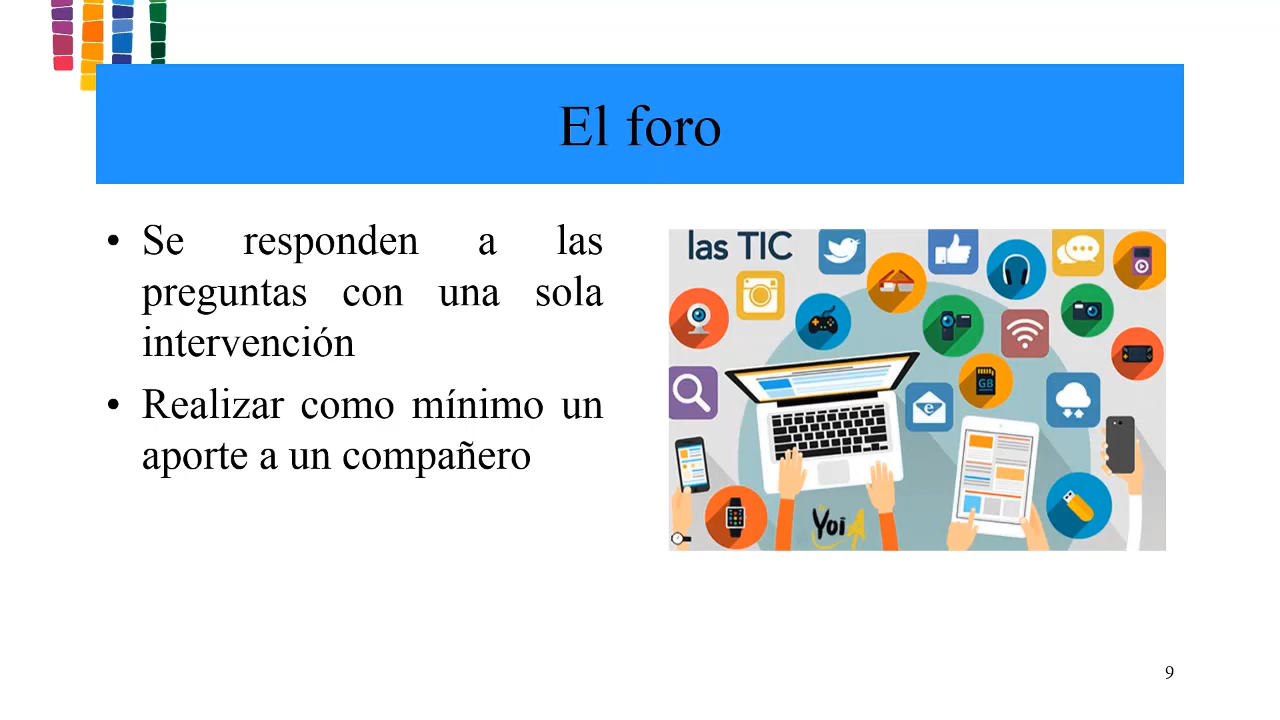 El foro
• Se responden a las
preguntas con una sola
intervención
• Realizar como mínimo un
aporte a un compañero
las TIC
GB
e
Yoi
9